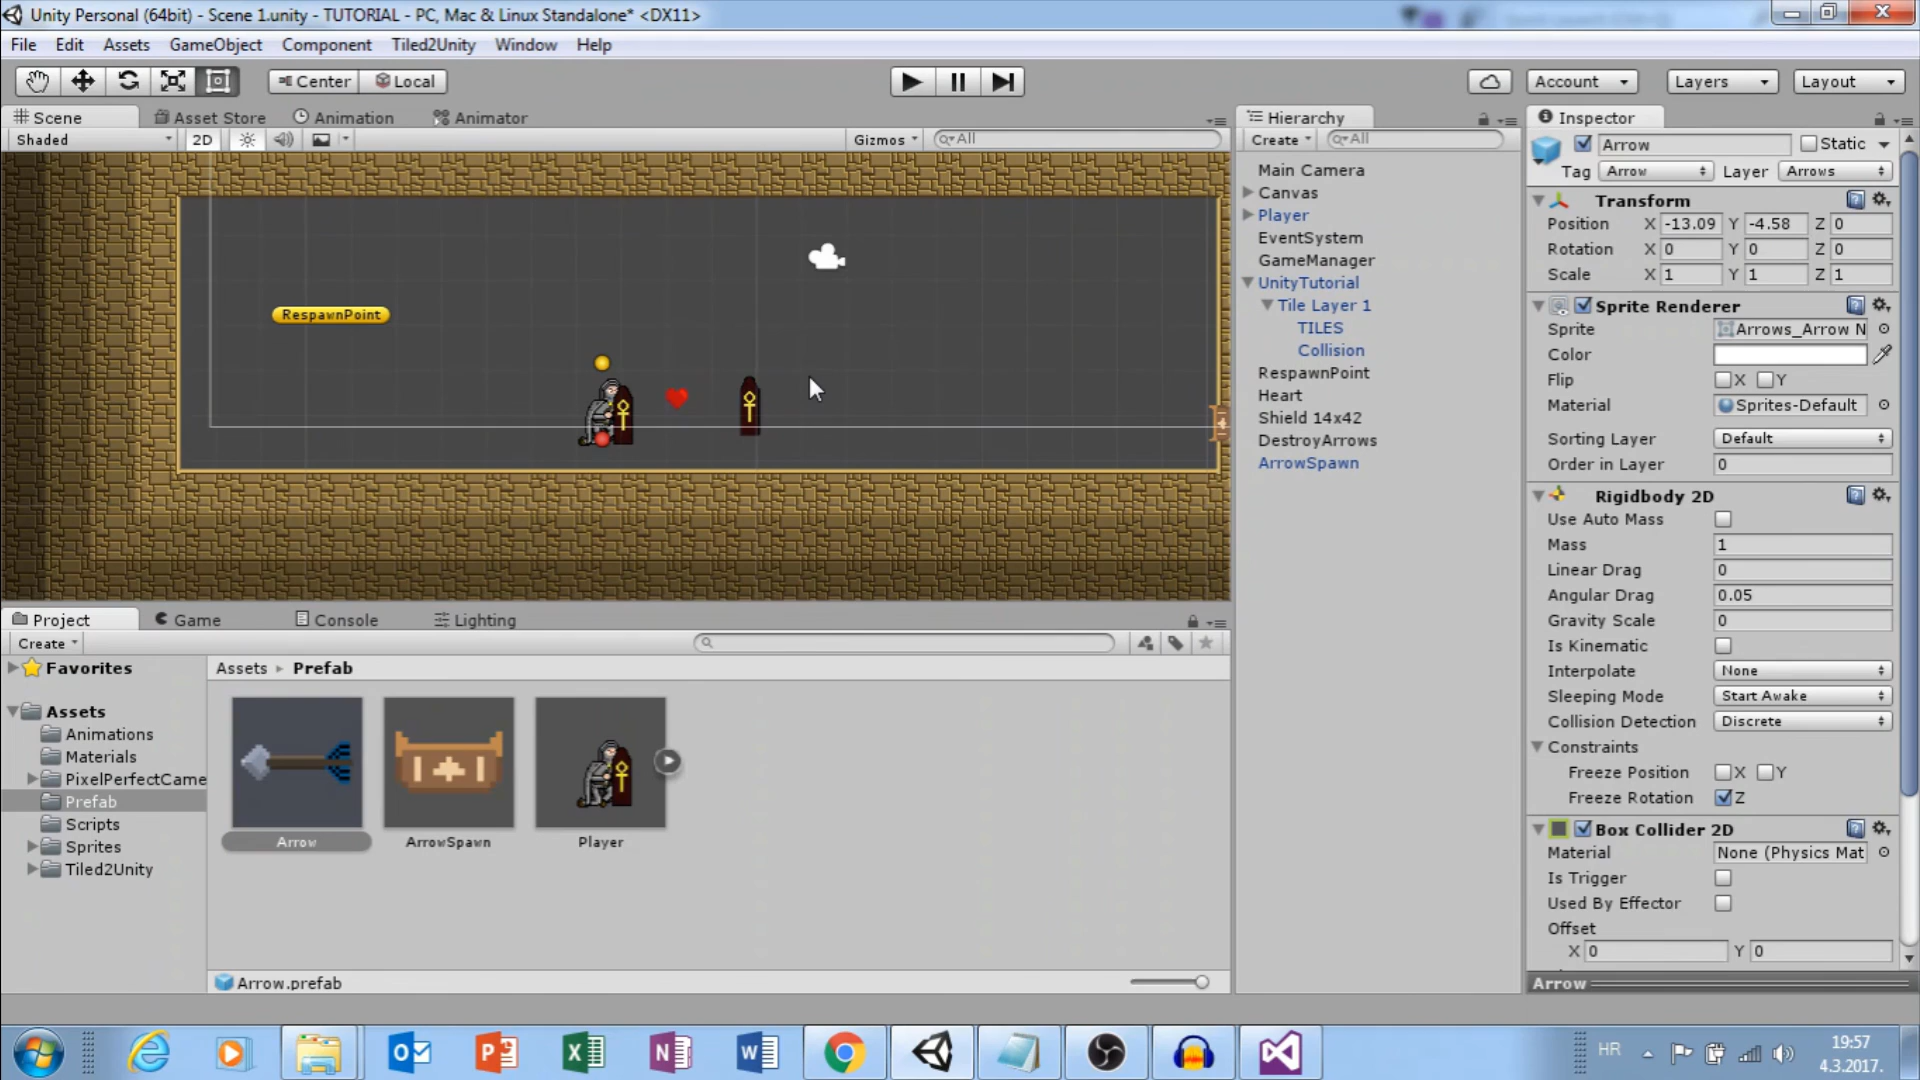 Unity Personal (64bit) - Scene 1.unity - TUTORIAL - PC, Mac & Linux Standalone* <DX11>
File Edit Assets GameObject Component Tiled2Unity Window Help
Center Local Account Layers Layout
Scene Asset Store Animation Animator
Shaded 2D Gizmos All
RespawnPoint
Hierarchy
Create All
Main Camera
Canvas
Player
EventSystem
GameManager
UnityTutorial
Tile Layer 1
TILES
Collision
RespawnPoint
Heart
Shield 14x42
DestroyArrows
ArrowSpawn
Inspector
Arrow Static
Tag Arrow Layer Arrows
Transform
Position X -13.09 Y -4.58 Z 0
Rotation X 0 Y 0 Z 0
Scale X 1 Y 1 Z 1
Sprite Renderer
Sprite Arrows_Arrow N
Color
Flip X Y
Material Sprites-Default
Sorting Layer Default
Order in Layer 0
Rigidbody 2D
Use Auto Mass
Mass 1
Linear Drag 0
Angular Drag 0.05
Gravity Scale 0
Is Kinematic
Interpolate None
Sleeping Mode Start Awake
Collision Detection Discrete
Constraints
Freeze Position X Y
Freeze Rotation Z
Box Collider 2D
Material None (Physics Mat
Is Trigger
Used By Effector
Offset
X 0 Y 0
Arrow
Project Game Console Lighting
Create
Favorites
Assets
Animations
Materials
PixelPerfectCame
Prefab
Scripts
Sprites
Tiled2Unity
Assets Prefab
Arrow ArrowSpawn Player
Arrow.prefab
HR
19:57
4.3.2017.